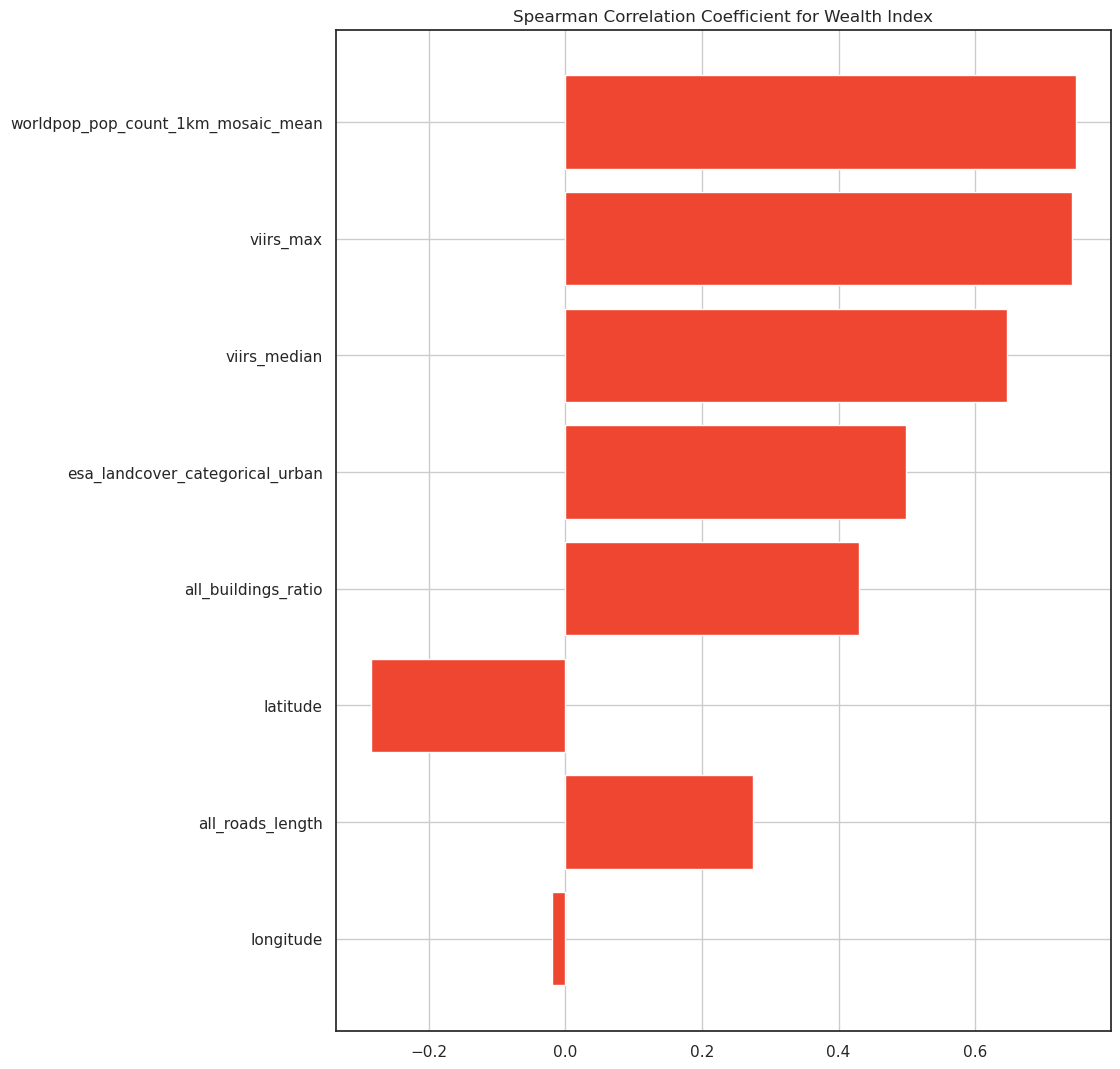 Spearman Correlation Coefficient for Wealth Index
worldpop_pop_count_1km_mosaic_mean
viirs_max
viirs_median
esa_landcover_categorical_urban
all_buildings_ratio
latitude
all_roads_length
longitude
−0.2 0.0 0.2 0.4 0.6